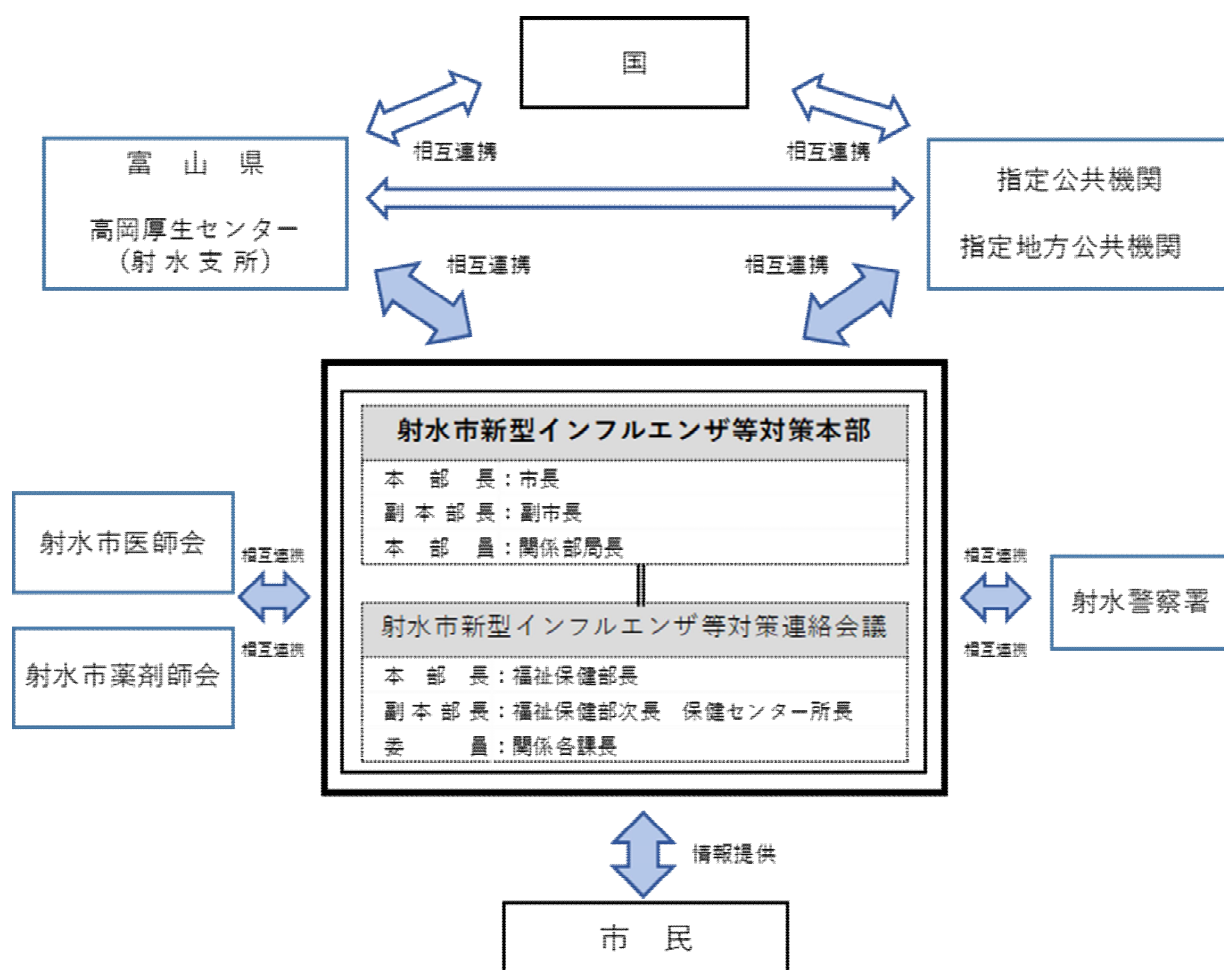 国
相互連携
相互連携
富山県
高岡厚生センター
（射水支所）
指定公共機関
指定地方公共機関
相互連携
相互連携
射水市新型インフルエンザ等対策本部
本部長：市長
副本部長：副市長
本部員：関係部局長
射水市新型インフルエンザ等対策連絡会議
本部長：福祉保健部長
副本部長：福祉保健部次長　保健センター所長
委員：関係各課長
射水市医師会
相互連携
射水市薬剤師会
相互連携
相互連携
射水警察署
相互連携
情報提供
市民